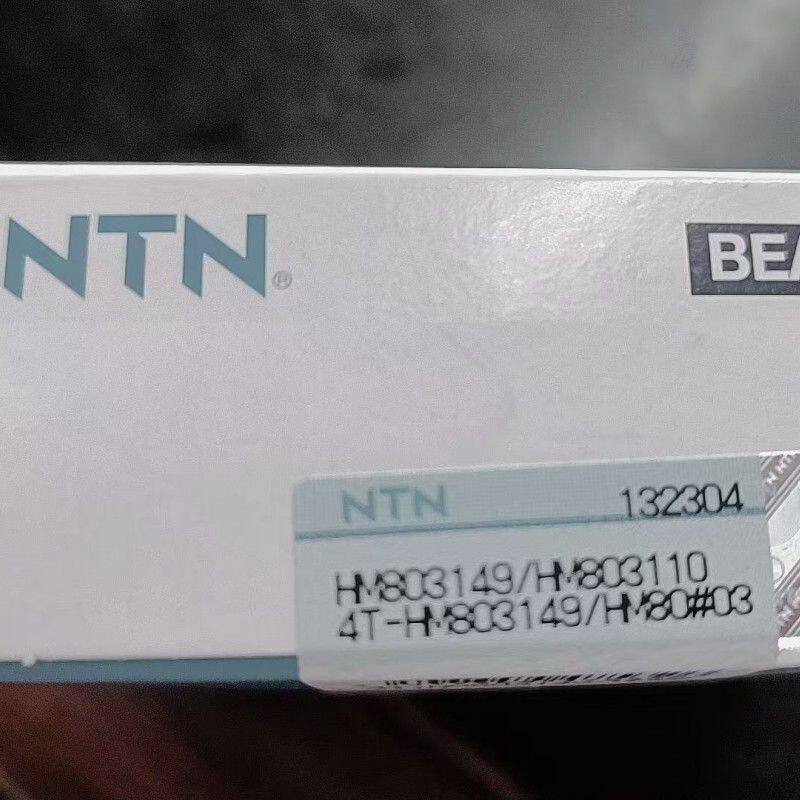 NTN®
BEA
NTN 132304
HM803149/HM803110
4T-HM803149/HM80#03